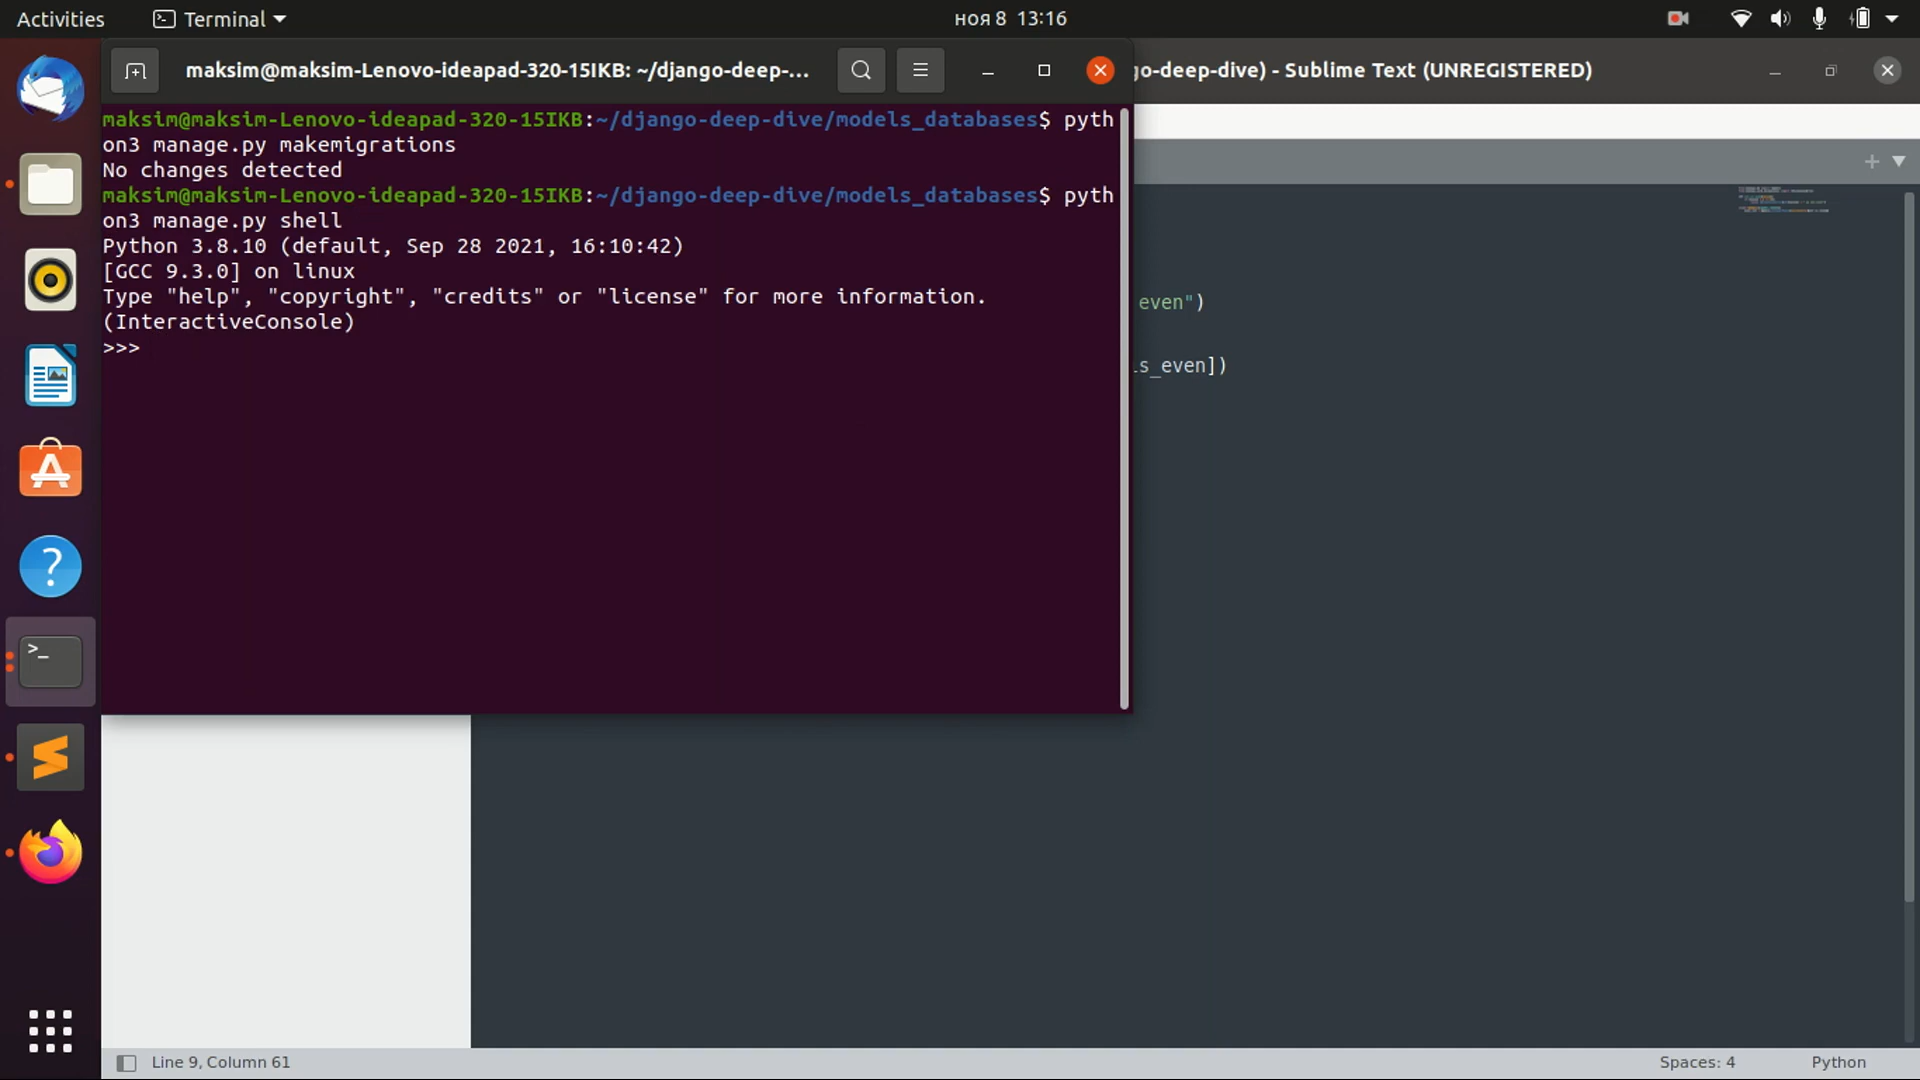 Activities
Terminal
ноя 8 13:16
maksim@maksim-Lenovo-ideapad-320-15IKB: ~/django-deep-...
go-deep-dive) - Sublime Text (UNREGISTERED)
maksim@maksim-Lenovo-ideapad-320-15IKB:~/django-deep-dive/models_databases$ pyth
on3 manage.py makemigrations
No changes detected
maksim@maksim-Lenovo-ideapad-320-15IKB:~/django-deep-dive/models_databases$ pyth
on3 manage.py shell
Python 3.8.10 (default, Sep 28 2021, 16:10:42)
[GCC 9.3.0] on linux
Type "help", "copyright", "credits" or "license" for more information.
(InteractiveConsole)
>>>
even")
is_even])
Line 9, Column 61
Spaces: 4
Python